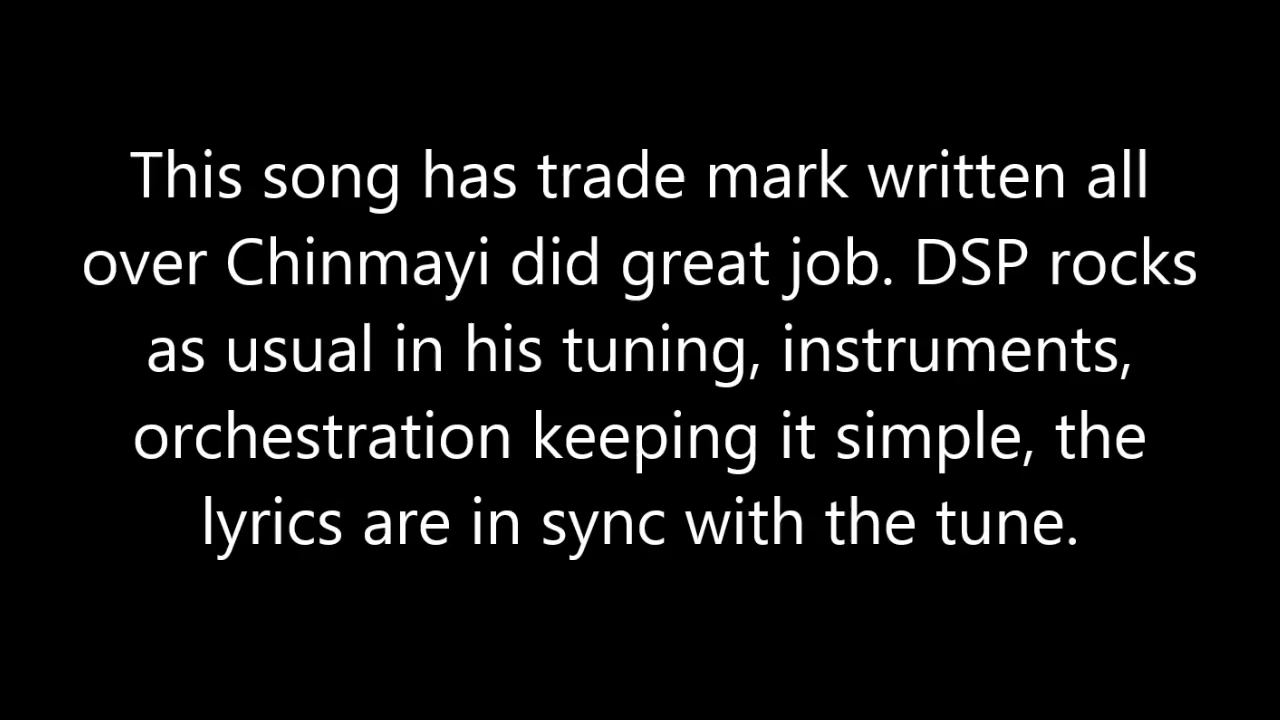 This song has trade mark written all
over Chinmayi did great job. DSP rocks
as usual in his tuning, instruments,
orchestration keeping it simple, the
lyrics are in sync with the tune.